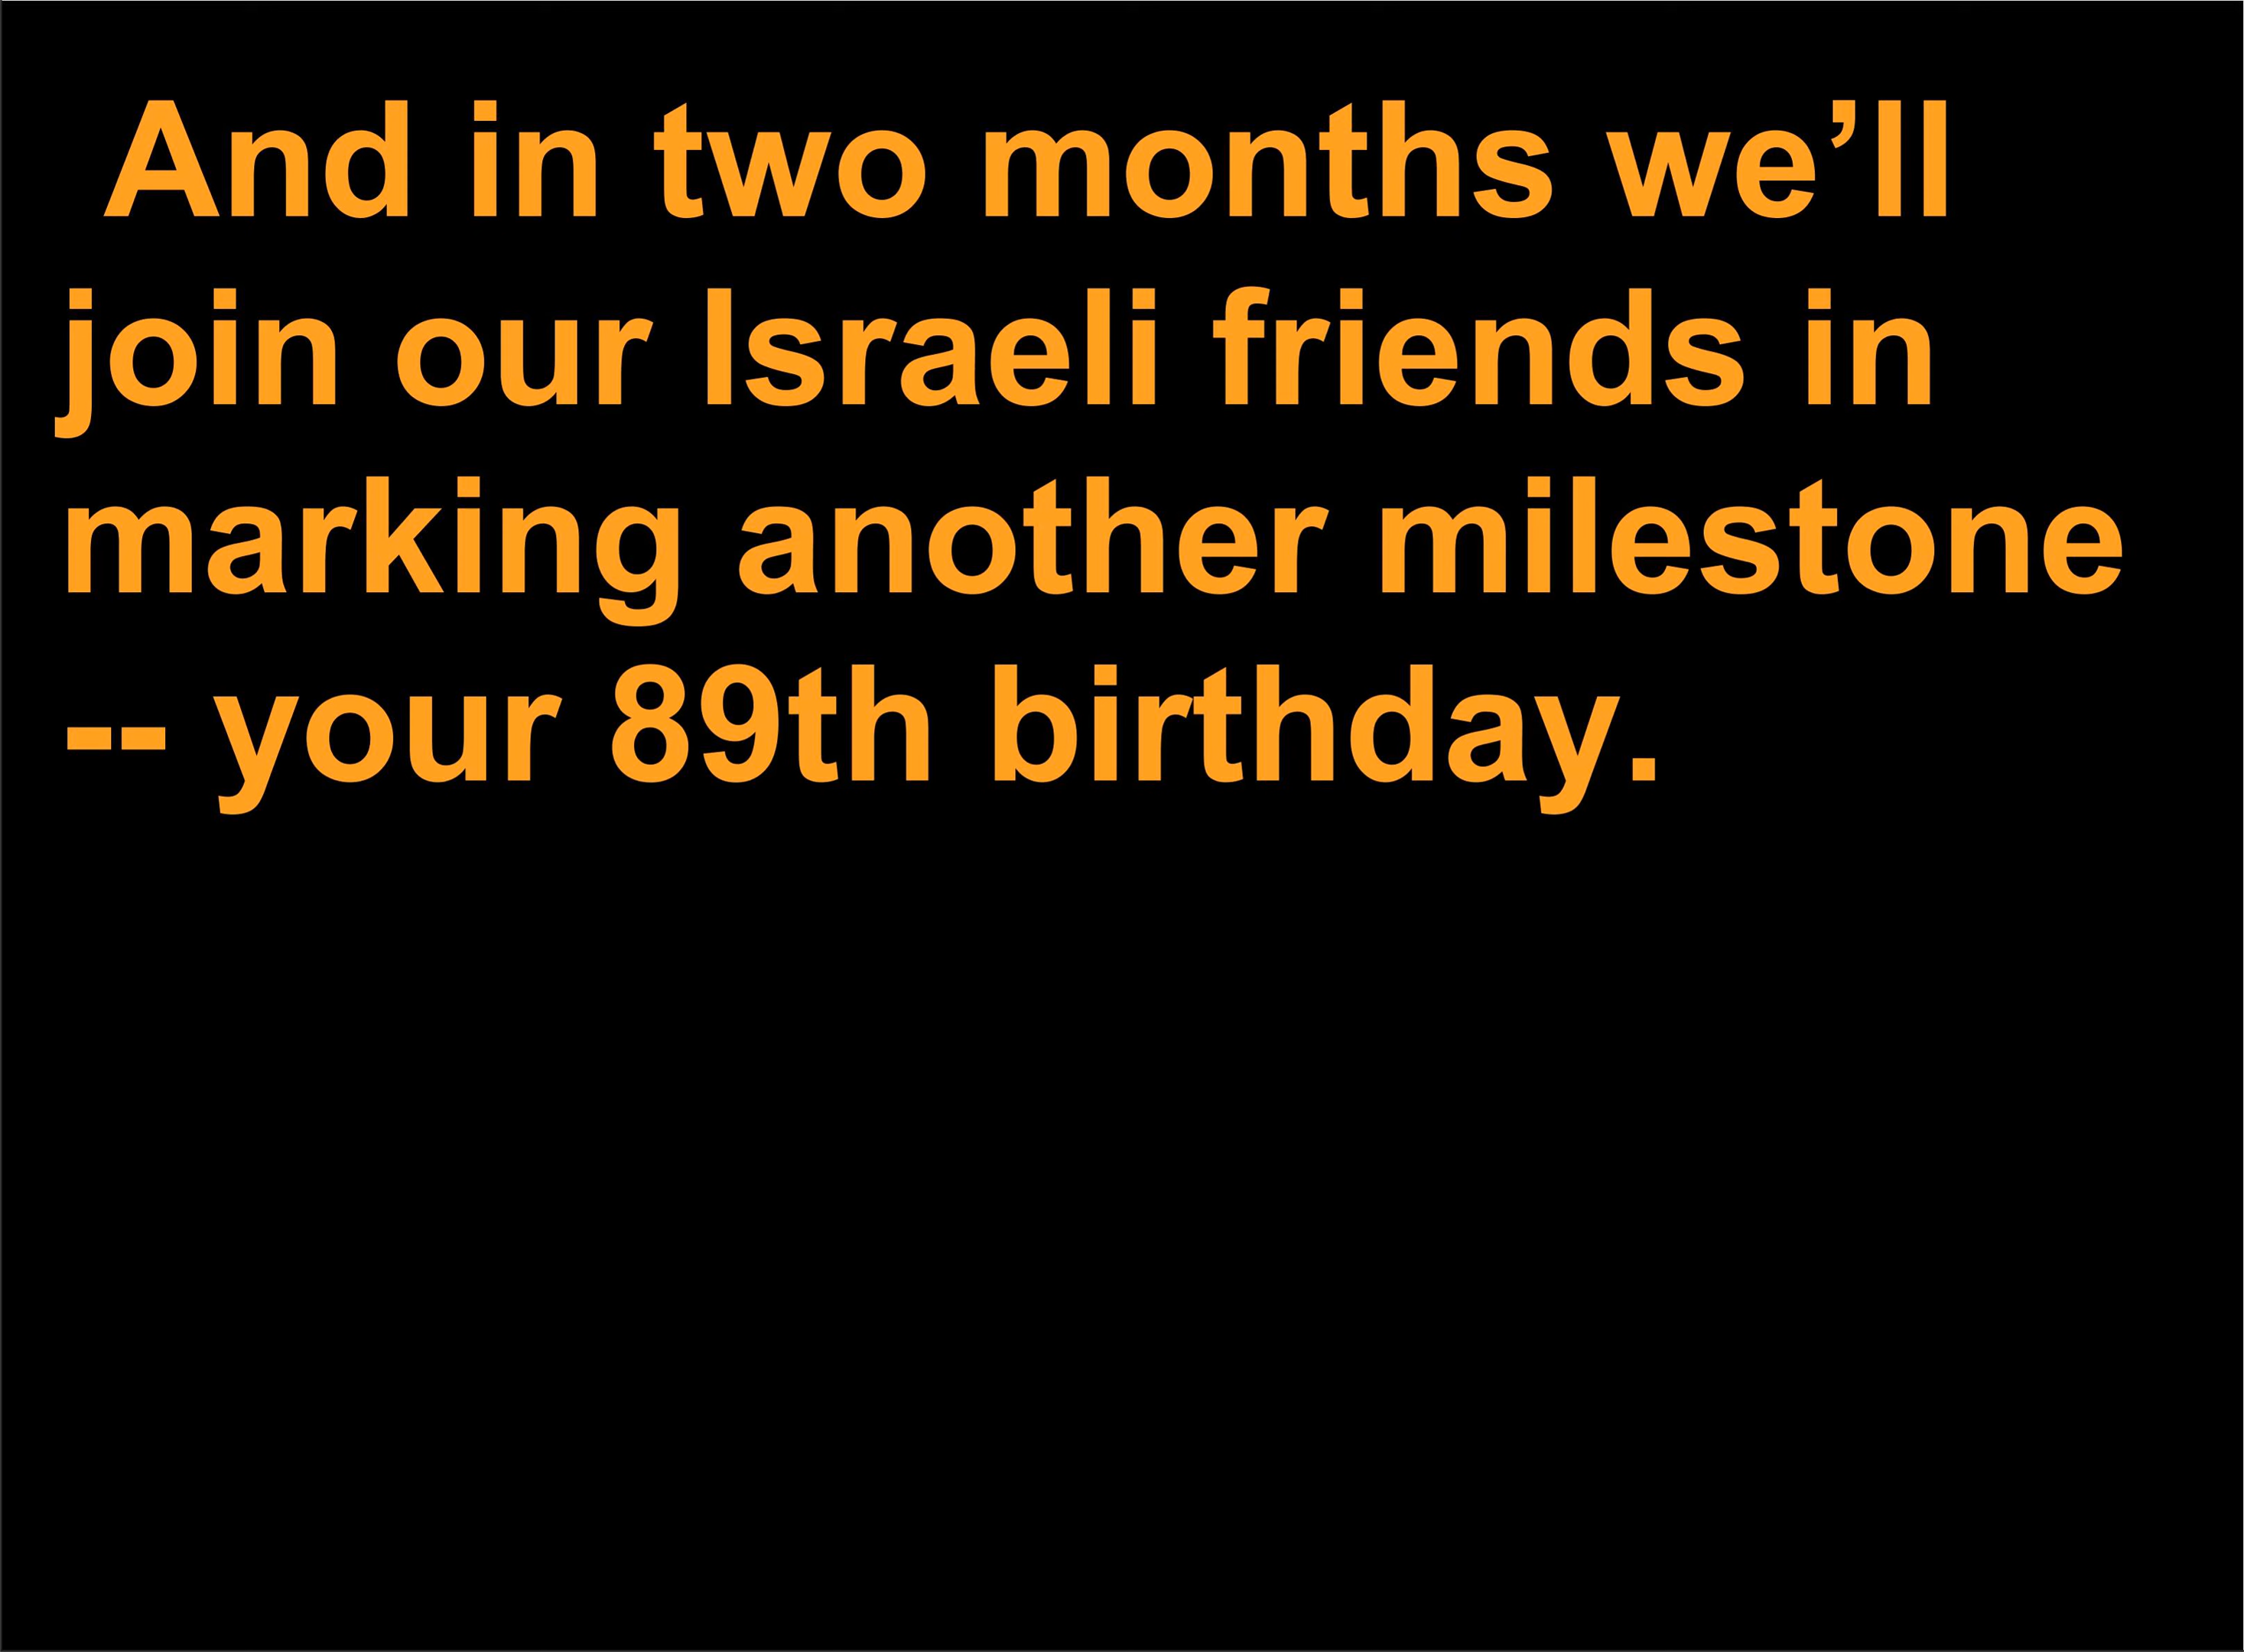 And in two months we’ll
join our Israeli friends in
marking another milestone
-- your 89th birthday.